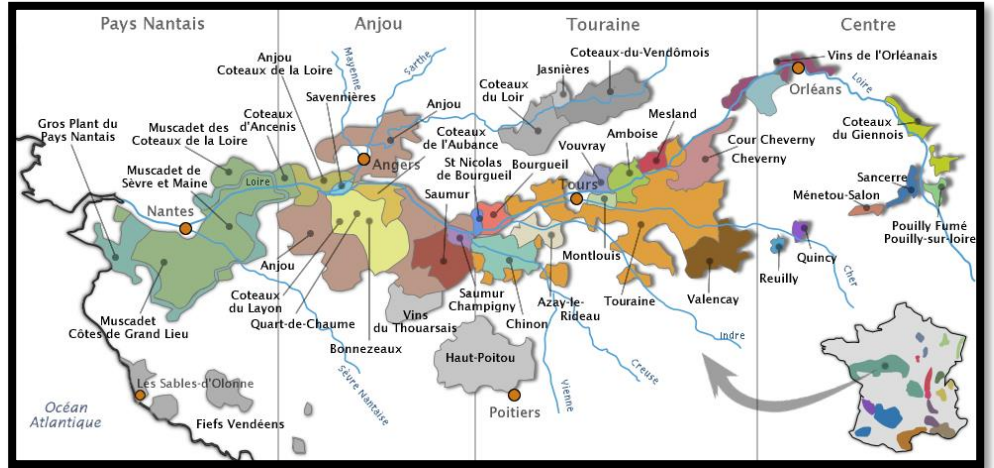 Pays Nantais
Anjou
Touraine
Centre
Anjou
Coteaux de la Loire
Mayenne
Sarthe
Savennières
Coteaux
d'Ancenis
Muscadet des
Coteaux de la Loire
Gros Plant du
Pays Nantais
Muscadet de
Sèvre et Maine
Loire
Nantes
Angers
Anjou
Coteaux
de l'Aubance
Saumur
St Nicolas
de Bourgueil
Bourgueil
Coteaux
du Loir
Jasnières
Coteaux-du-Vendômois
Vouvray
Amboise
Mesland
Tours
Cour Cheverny
Cheverny
Vins de l'Orléanais
Orléans
Loire
Coteaux
du Giennois
Sancerre
Ménetou-Salon
Pouilly Fumé
Pouilly-sur-loire
Quincy
Reuilly
Cher
Muscadet
Côtes de Grand Lieu
Anjou
Coteaux
du Layon
Quart-de-Chaume
Bonnezeaux
Vins
du Thouarsais
Saumur
Champigny
Chinon
Azay-le-
Rideau
Montlouis
Touraine
Valencay
Indre
Creuse
Vienne
Haut-Poitou
Poitiers
Sèvre Nantaise
Les Sables-d'Olonne
Fiefs Vendéens
Océan
Atlantique